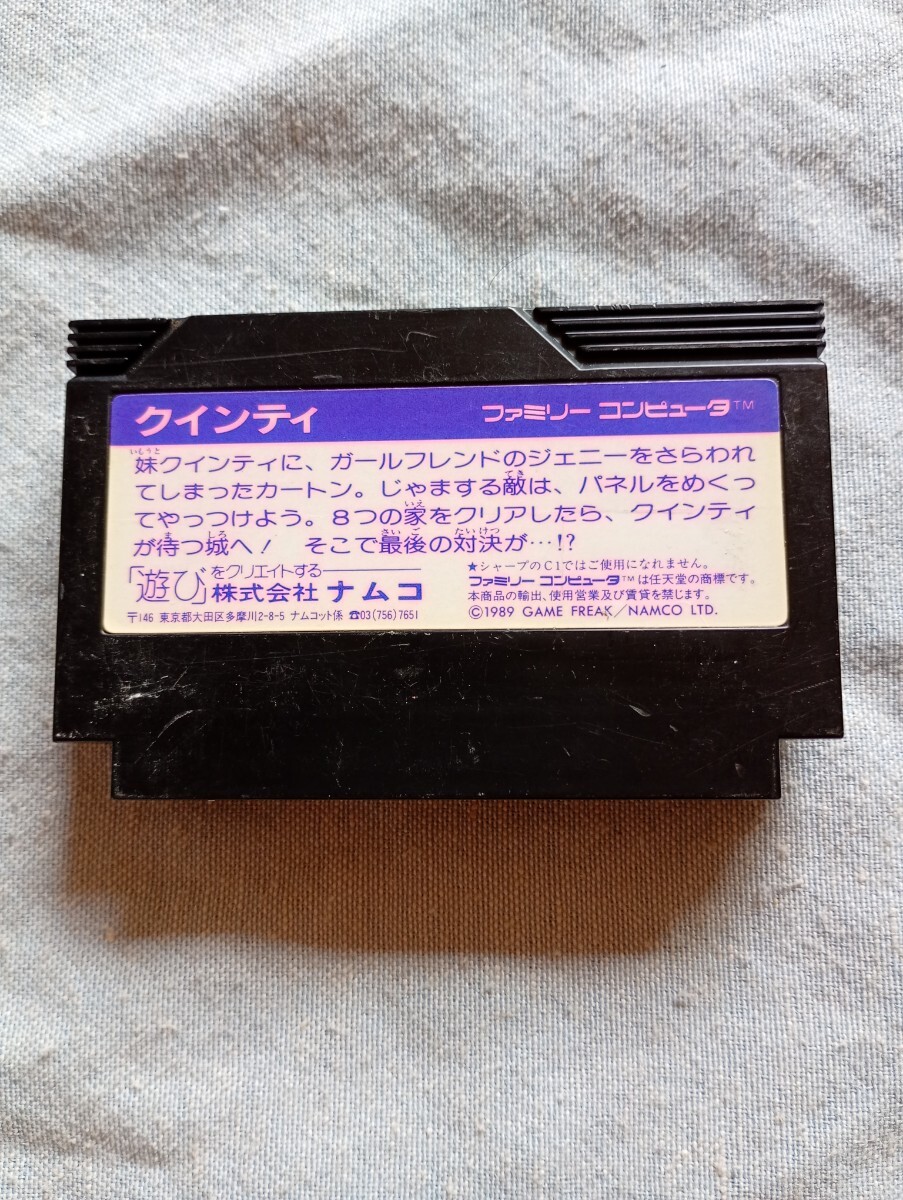 クインティ ファミリー コンピュータ™
妹クインティに、ガールフレンドのジェニーをさらわれ
てしまったカートン。じゃまする敵は、パネルをめくっ
てやっつけよう。8つの家をクリアしたら、クインティ
が待つ城へ! そこで最後の対決が…!?
「遊び」をクリエイトする
株式会社 ナムコ
〒146 東京都大田区多摩川2-8-5 ナムコット係 ☎03(756)7651
★シャープのC1ではご使用になれません。
ファミリー コンピュータ™は任天堂の商標です。
本商品の輸出、使用営業及び賃貸を禁じます。
©1989 GAME FREAK/NAMCO LTD.